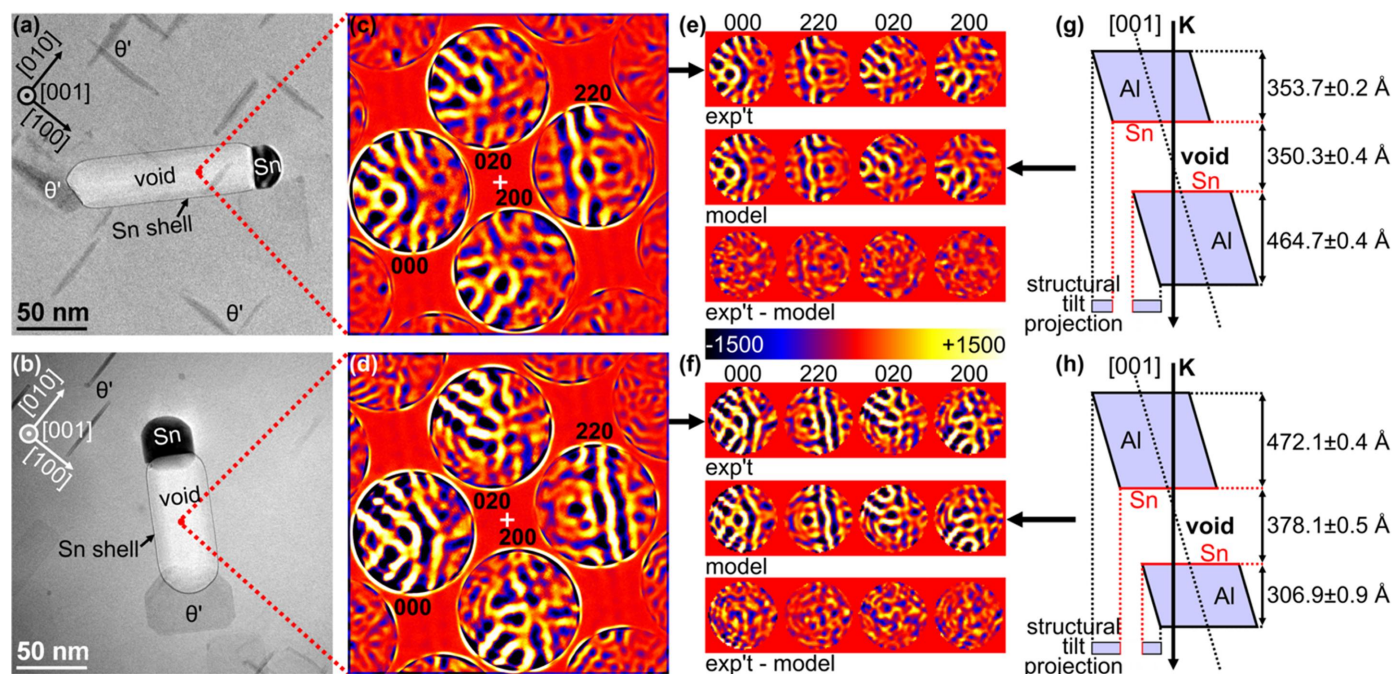 (a)
[010]
[001]
[100]
θ'
θ'
void
Sn
Sn shell
θ'
50 nm
(b)
[010]
[001]
[100]
θ'
Sn
void
Sn shell
θ'
50 nm
(c)
220
020
200
000
(d)
220
020
200
000
(e)
000 220 020 200
exp't
model
exp't - model
-1500 +1500
(f)
000 220 020 200
exp't
model
exp't - model
(g)
[001] K
Al
353.7±0.2 Å
Sn
void
350.3±0.4 Å
Sn
Al
464.7±0.4 Å
structural
tilt
projection
(h)
[001] K
Al
472.1±0.4 Å
Sn
void
378.1±0.5 Å
Sn
Al
306.9±0.9 Å
structural
tilt
projection